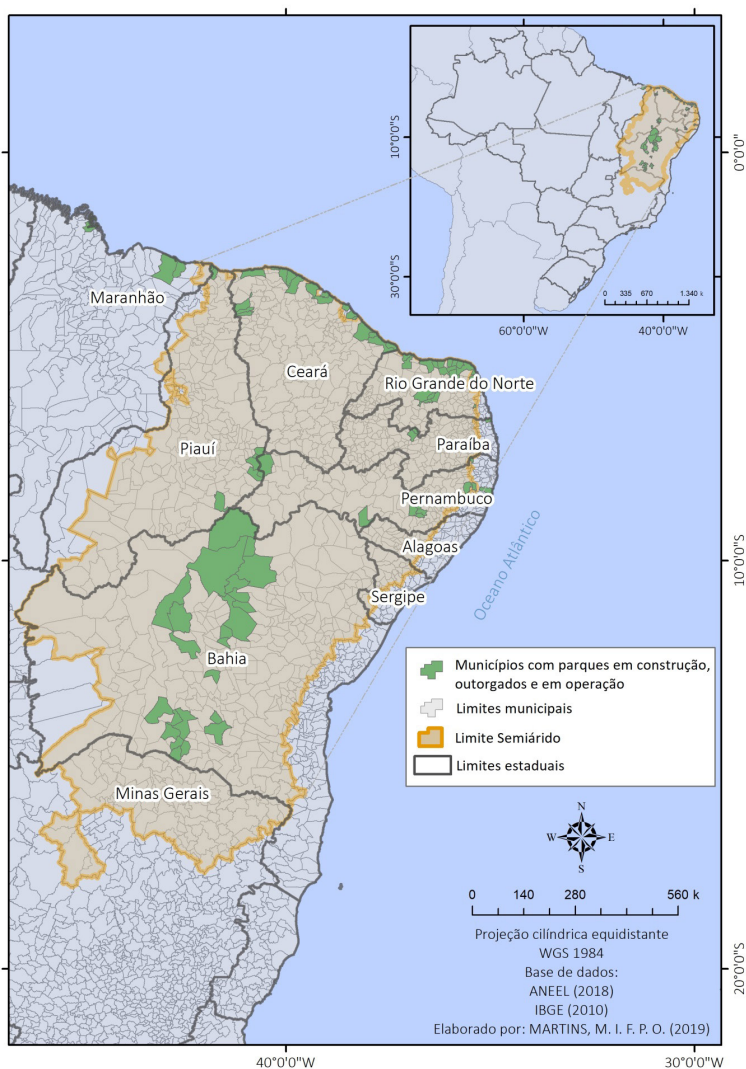 10°0'0"S
30°0'0"S
0 335 670 1.340 k
60°0'0"W 40°0'0"W
0°0'0"
Maranhão
Ceará
Rio Grande do Norte
Paraíba
Piauí
Pernambuco
Alagoas
Sergipe
Bahia
Minas Gerais
Oceano Atlântico
10°0'0"S
Municípios com parques em construção,
outorgados e em operação
Limites municipais
Limite Semiárido
Limites estaduais
N
W E
S
0 140 280 560 k
Projeção cilíndrica equidistante
WGS 1984
Base de dados:
ANEEL (2018)
IBGE (2010)
Elaborado por: MARTINS, M. I. F. P. O. (2019)
20°0'0"S
40°0'0"W 30°0'0"W